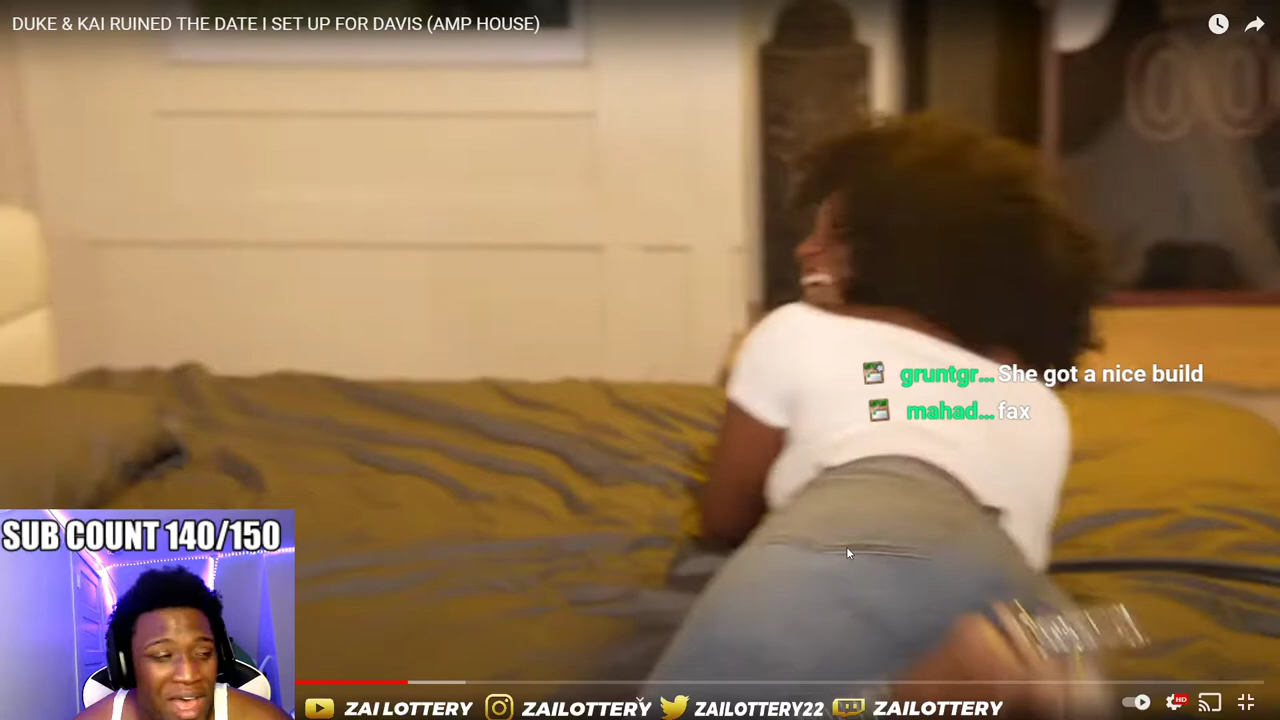 DUKE & KAI RUINED THE DATE I SET UP FOR DAVIS (AMP HOUSE)
gruntgr... She got a nice build
mahad... fax
SUB COUNT 140/150
HD
ZAI LOTTERY ZAILOTTERY ZAILOTTERY22 ZAILOTTERY